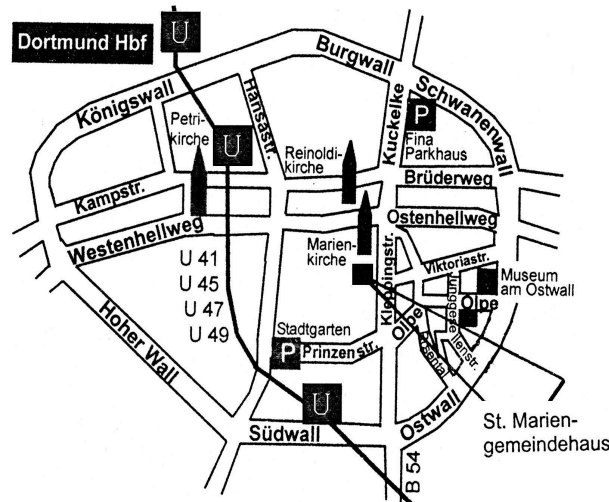 Dortmund Hbf
U
Burgwall
Königswall
Hansastr.
Schwanenwall
Petri-
kirche
U
P
Kuckelke
Fina
Parkhaus
Reinoldi-
kirche
Brüderweg
Kampstr.
Ostenhellweg
Westenhellweg
Marien-
kirche
Kleppingstr.
Viktoriastr.
U 41
U 45
U 47
U 49
Museum
am Ostwall
Olpe
Olpe
Stadtgarten
P
Prinzenstr.
Hoher Wall
U
Südwall
Ostwall
B 54
St. Marien-
gemeindehaus